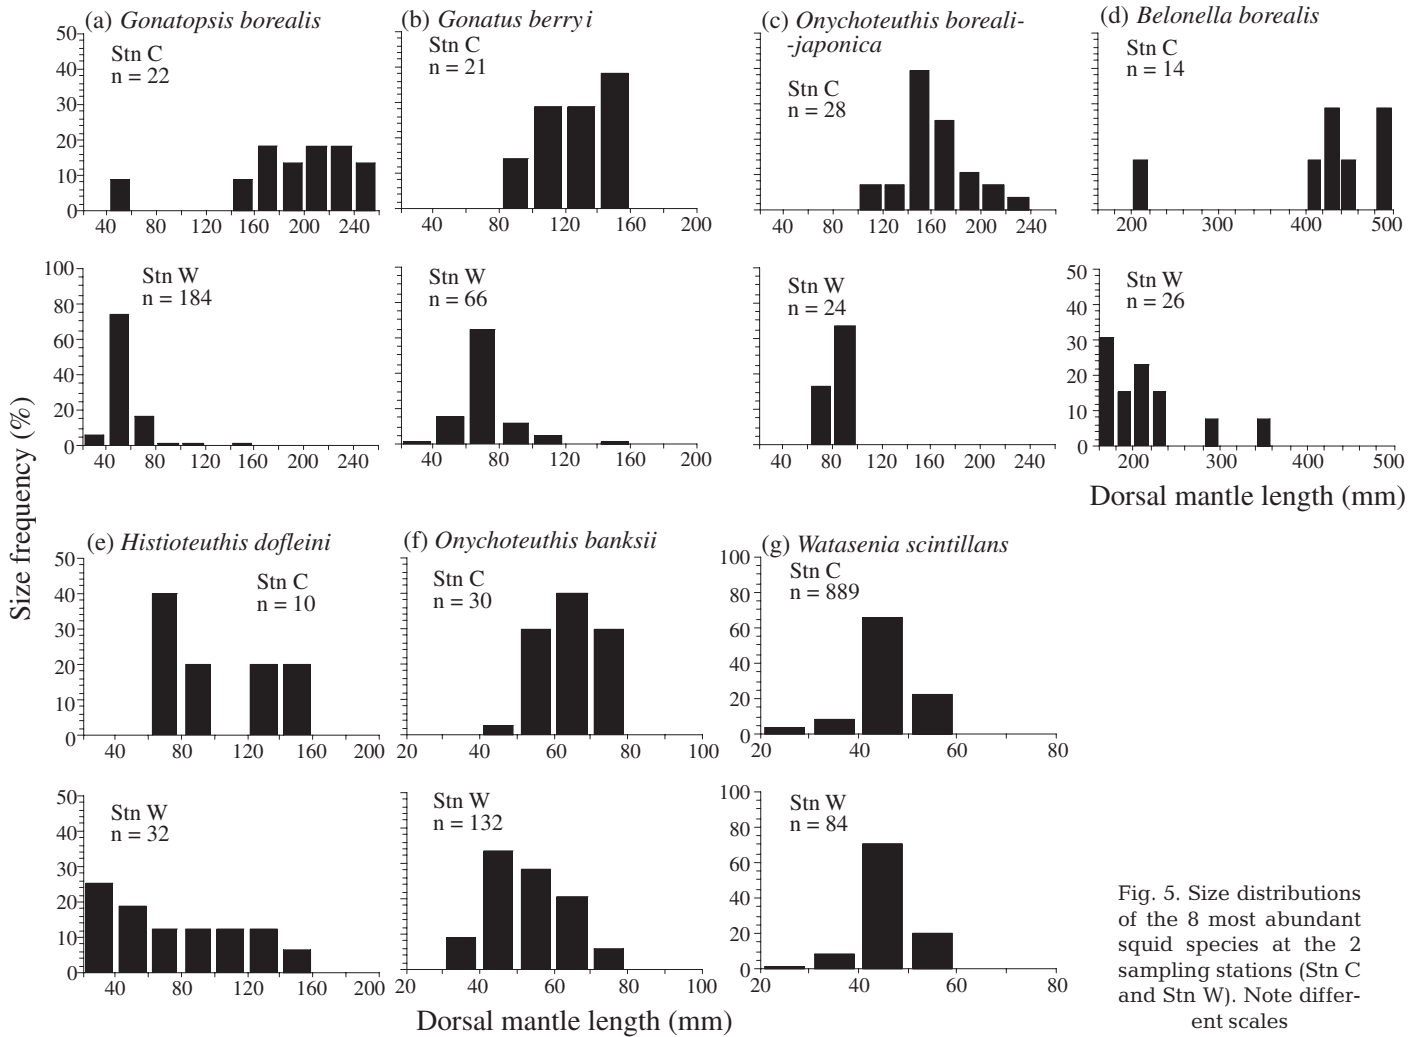 (a) Gonatopsis borealis
50
40
30
20
10
0
Stn C
n = 22
40 80 120 160 200 240
100
80
60
40
20
0
Stn W
n = 184
40 80 120 160 200 240
(b) Gonatus berryi
Stn C
n = 21
40 80 120 160 200
Stn W
n = 66
40 80 120 160 200
(c) Onychoteuthis boreali-
-japonica
Stn C
n = 28
40 80 120 160 200 240
Stn W
n = 24
40 80 120 160 200 240
(d) Belonella borealis
Stn C
n = 14
200 300 400 500
50
40
30
20
10
0
Stn W
n = 26
200 300 400 500
Dorsal mantle length (mm)
Size frequency (%)
(e) Histioteuthis dofleini
50
40
30
20
10
0
Stn C
n = 10
40 80 120 160 200
50
40
30
20
10
0
Stn W
n = 32
40 80 120 160 200
(f) Onychoteuthis banksii
Stn C
n = 30
20 40 60 80 100
Stn W
n = 132
20 40 60 80 100
(g) Watasenia scintillans
100
80
60
40
20
0
Stn C
n = 889
20 40 60 80
100
80
60
40
20
0
Stn W
n = 84
20 40 60 80
Dorsal mantle length (mm)
Fig. 5. Size distributions
of the 8 most abundant
squid species at the 2
sampling stations (Stn C
and Stn W). Note differ-
ent scales